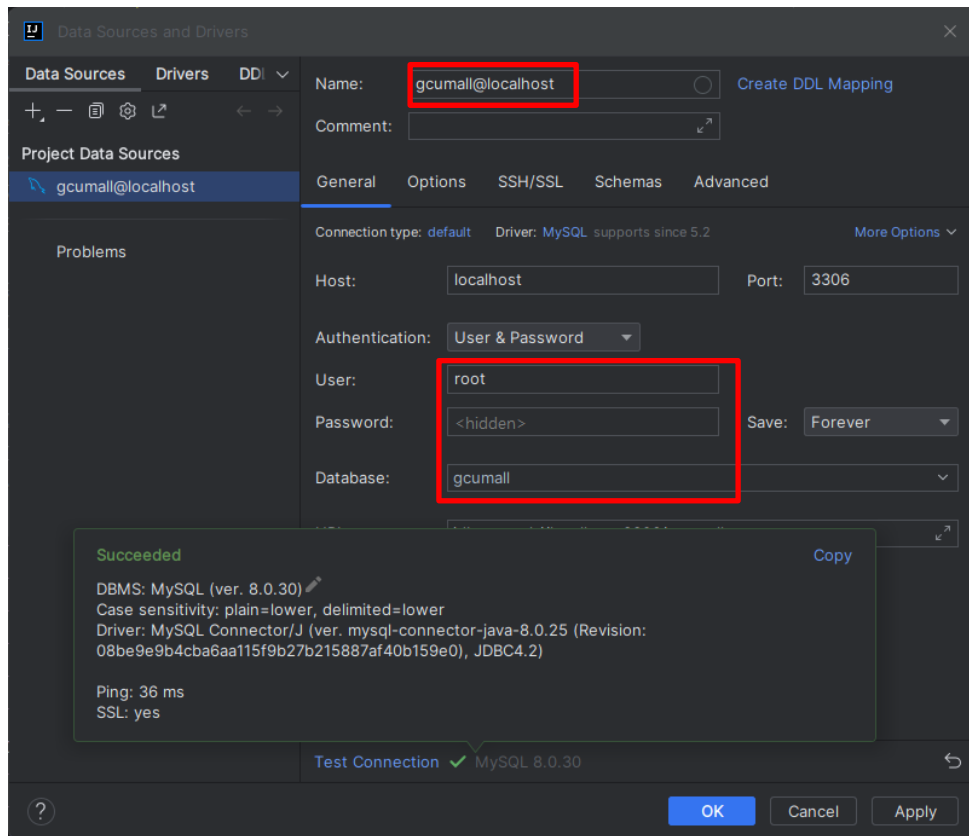 Data Sources and Drivers
Data Sources Drivers DDl
Name: gcumall@localhost Create DDL Mapping
Comment:
Project Data Sources
gcumall@localhost
Problems
General Options SSH/SSL Schemas Advanced
Connection type: default Driver: MySQL supports since 5.2 More Options
Host: localhost Port: 3306
Authentication: User & Password
User: root
Password: <hidden> Save: Forever
Database: gcumall
Succeeded Copy
DBMS: MySQL (ver. 8.0.30)
Case sensitivity: plain=lower, delimited=lower
Driver: MySQL Connector/J (ver. mysql-connector-java-8.0.25 (Revision:
08be9e9b4cba6aa115f9b27b215887af40b159e0), JDBC4.2)
Ping: 36 ms
SSL: yes
Test Connection MySQL 8.0.30
? OK Cancel Apply